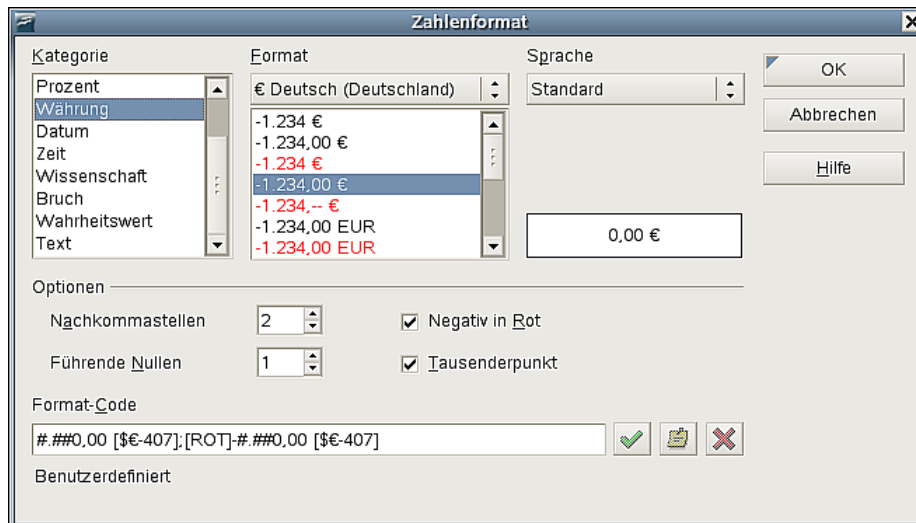 Zahlenformat
Kategorie
Prozent
Währung
Datum
Zeit
Wissenschaft
Bruch
Wahrheitswert
Text
Format
€ Deutsch (Deutschland)
-1.234 €
-1.234,00 €
-1.234 €
-1.234,00 €
-1.234,-- €
-1.234,00 EUR
-1.234,00 EUR
Sprache
Standard
0,00 €
OK
Abbrechen
Hilfe
Optionen
Nachkommastellen 2
Negativ in Rot
Führende Nullen 1
Tausenderpunkt
Format-Code
#.##0,00 [$€-407];[ROT]-#.##0,00 [$€-407]
Benutzerdefiniert